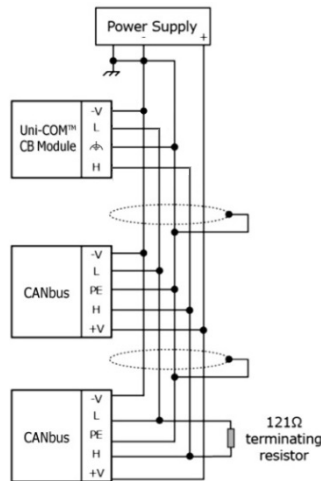 Power Supply
- +
Uni-COM™
CB Module
-V
L
H
CANbus
-V
L
PE
H
+V
CANbus
-V
L
PE
H
+V
121Ω
terminating
resistor